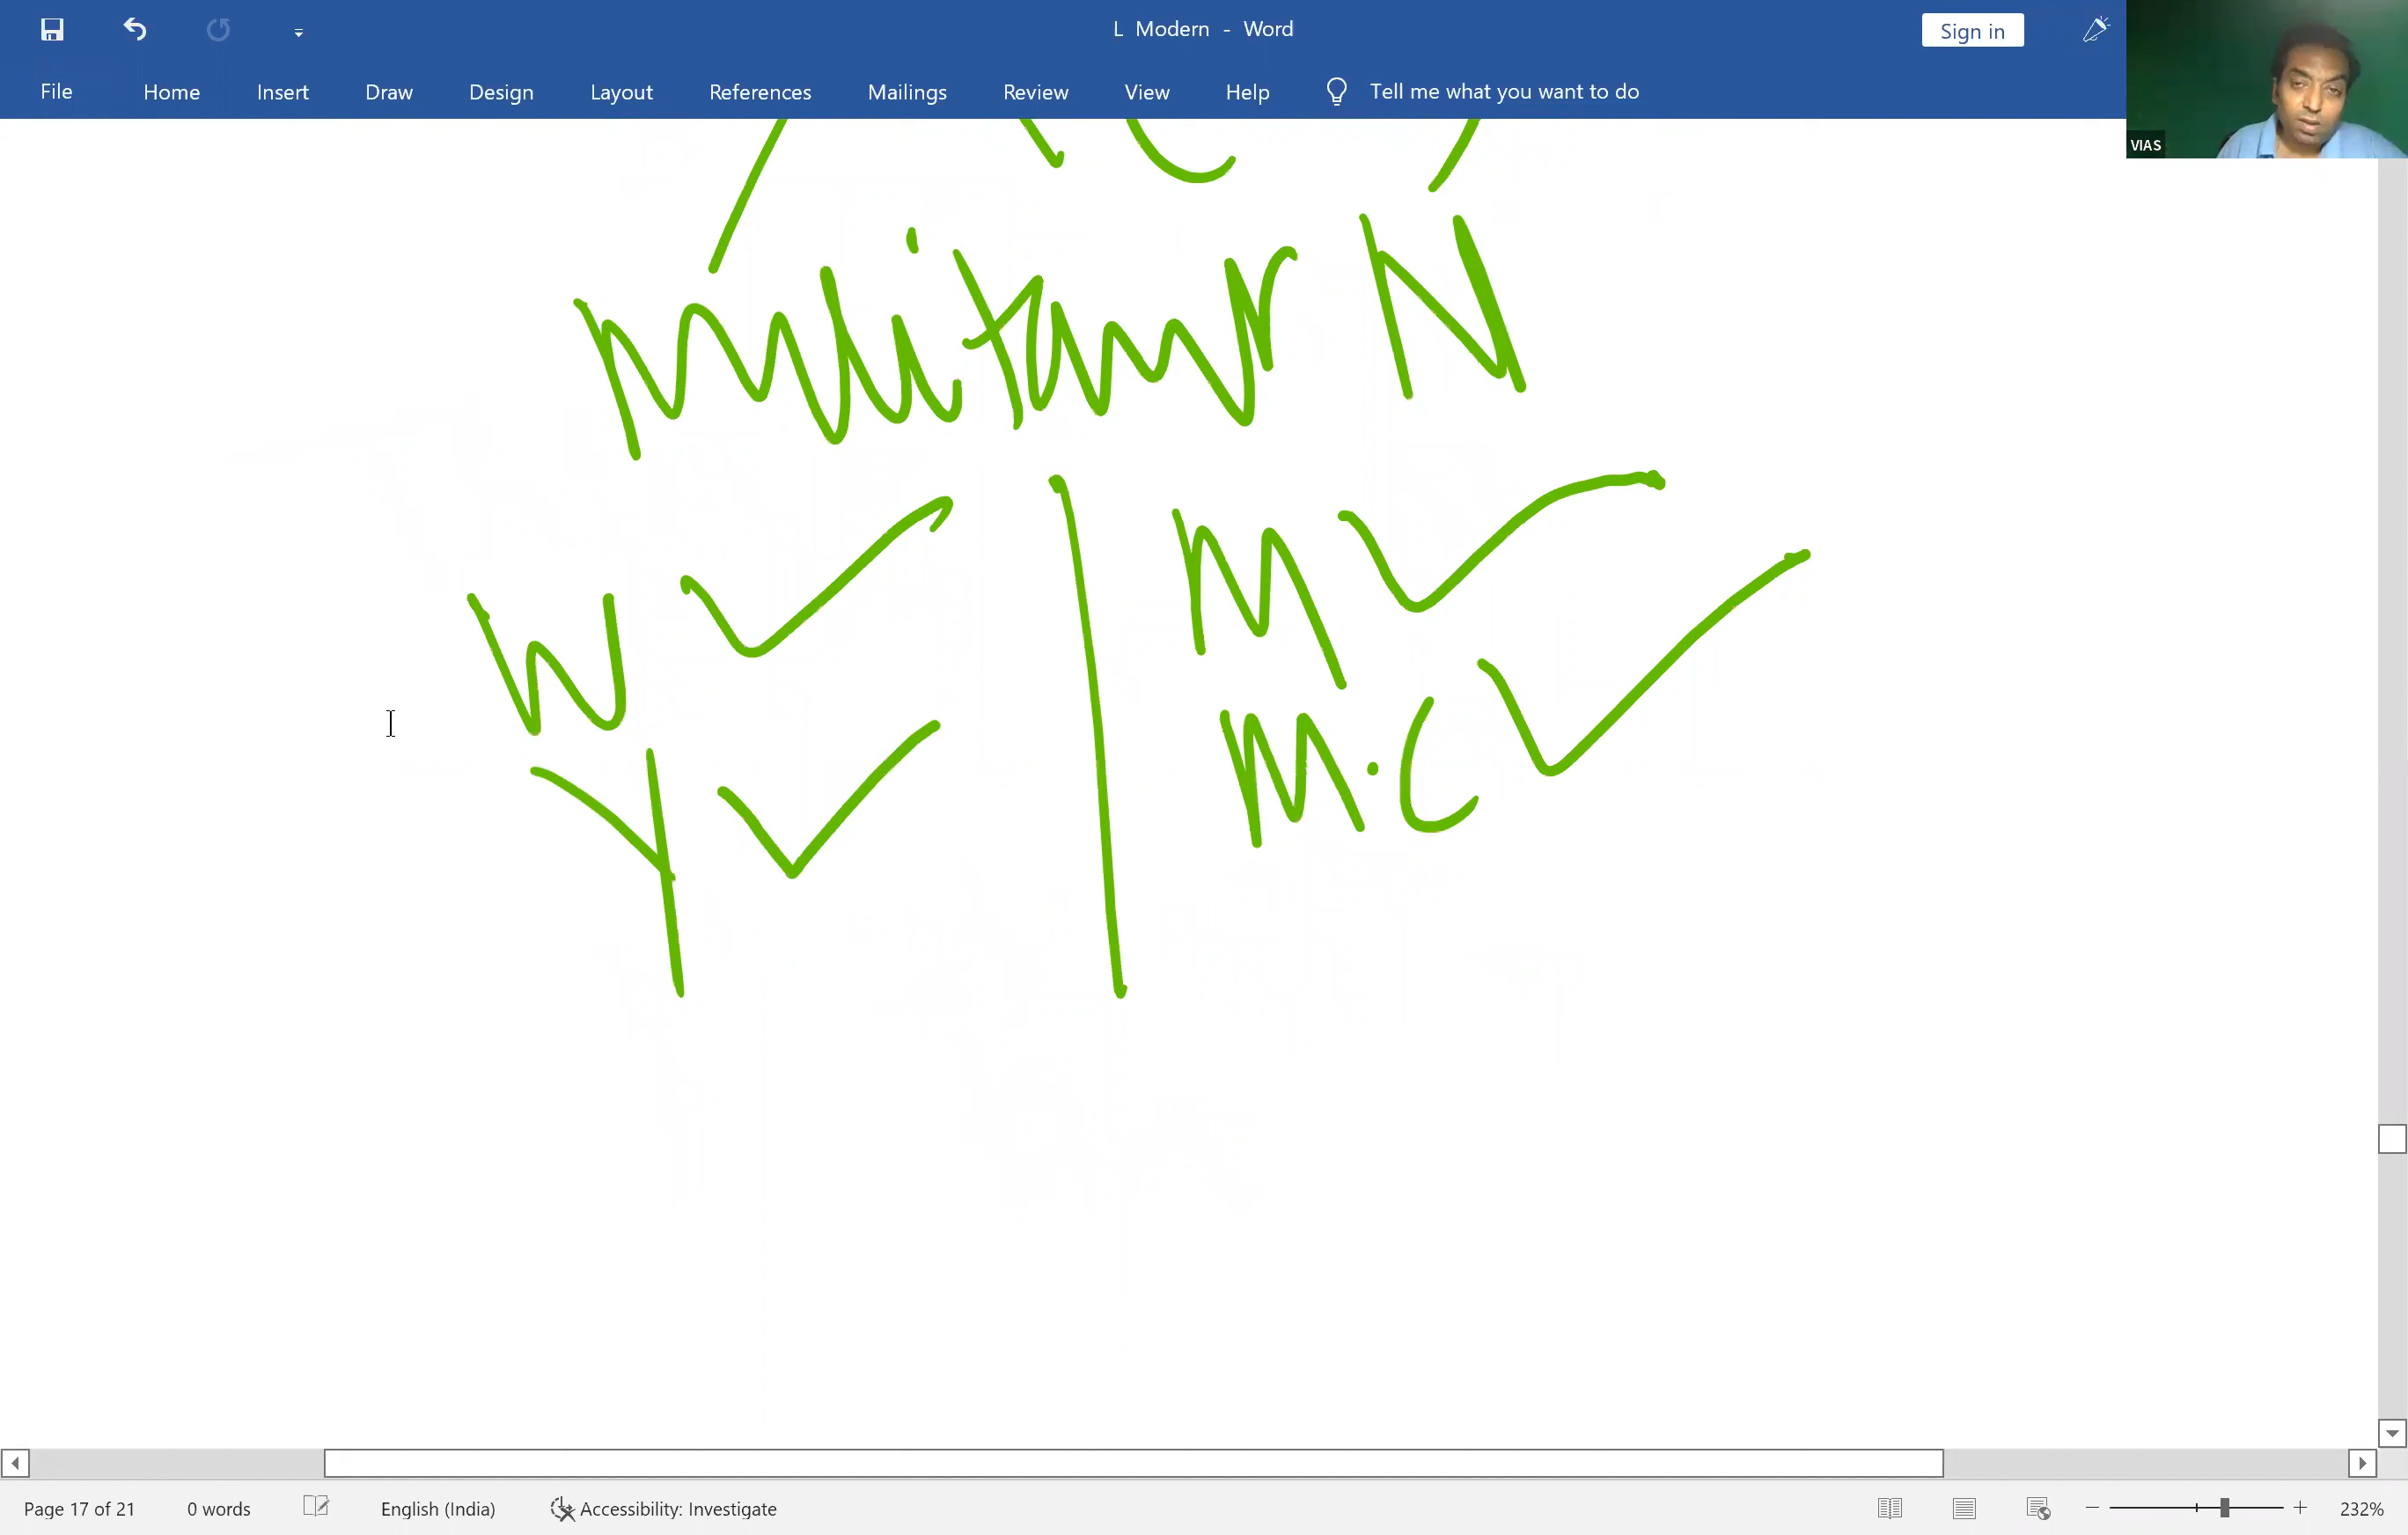 L Modern - Word
Sign in
File Home Insert Draw Design Layout References Mailings Review View Help Tell me what you want to do
VIAS
Militant N
W M
Y M.C
Page 17 of 21 0 words English (India) Accessibility: Investigate 232%